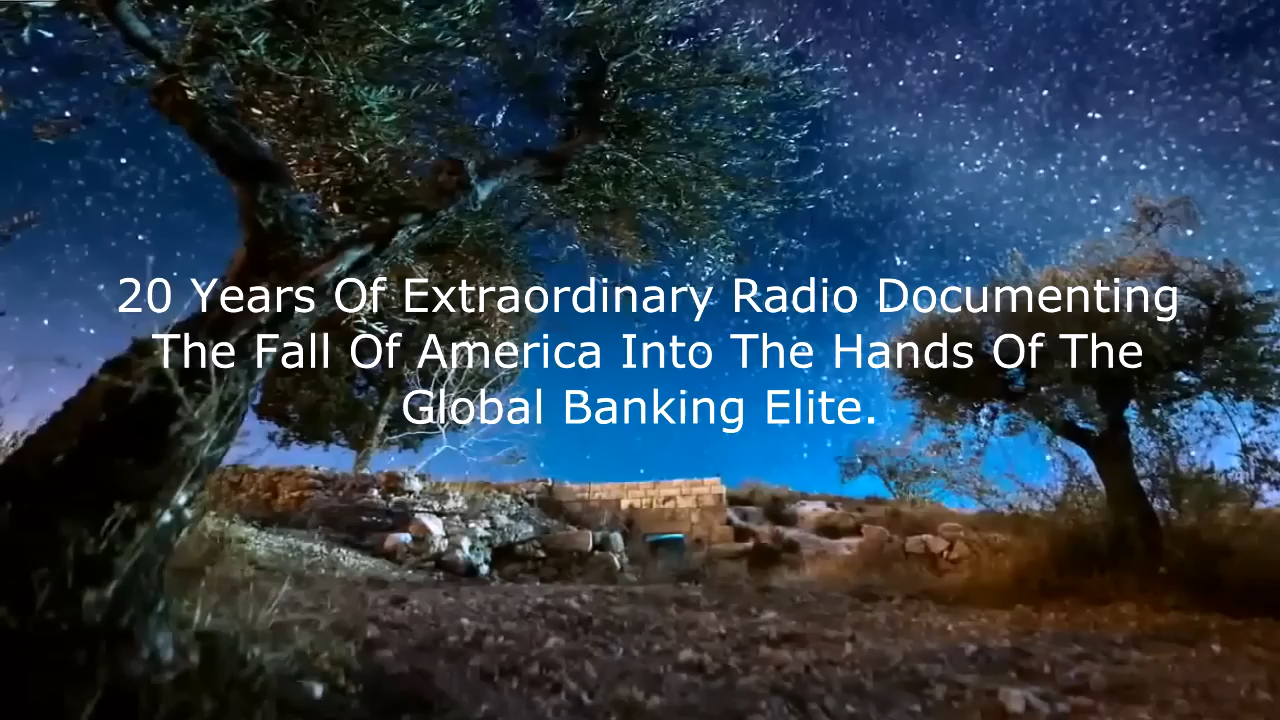 20 Years Of Extraordinary Radio Documenting
The Fall Of America Into The Hands Of The
Global Banking Elite.